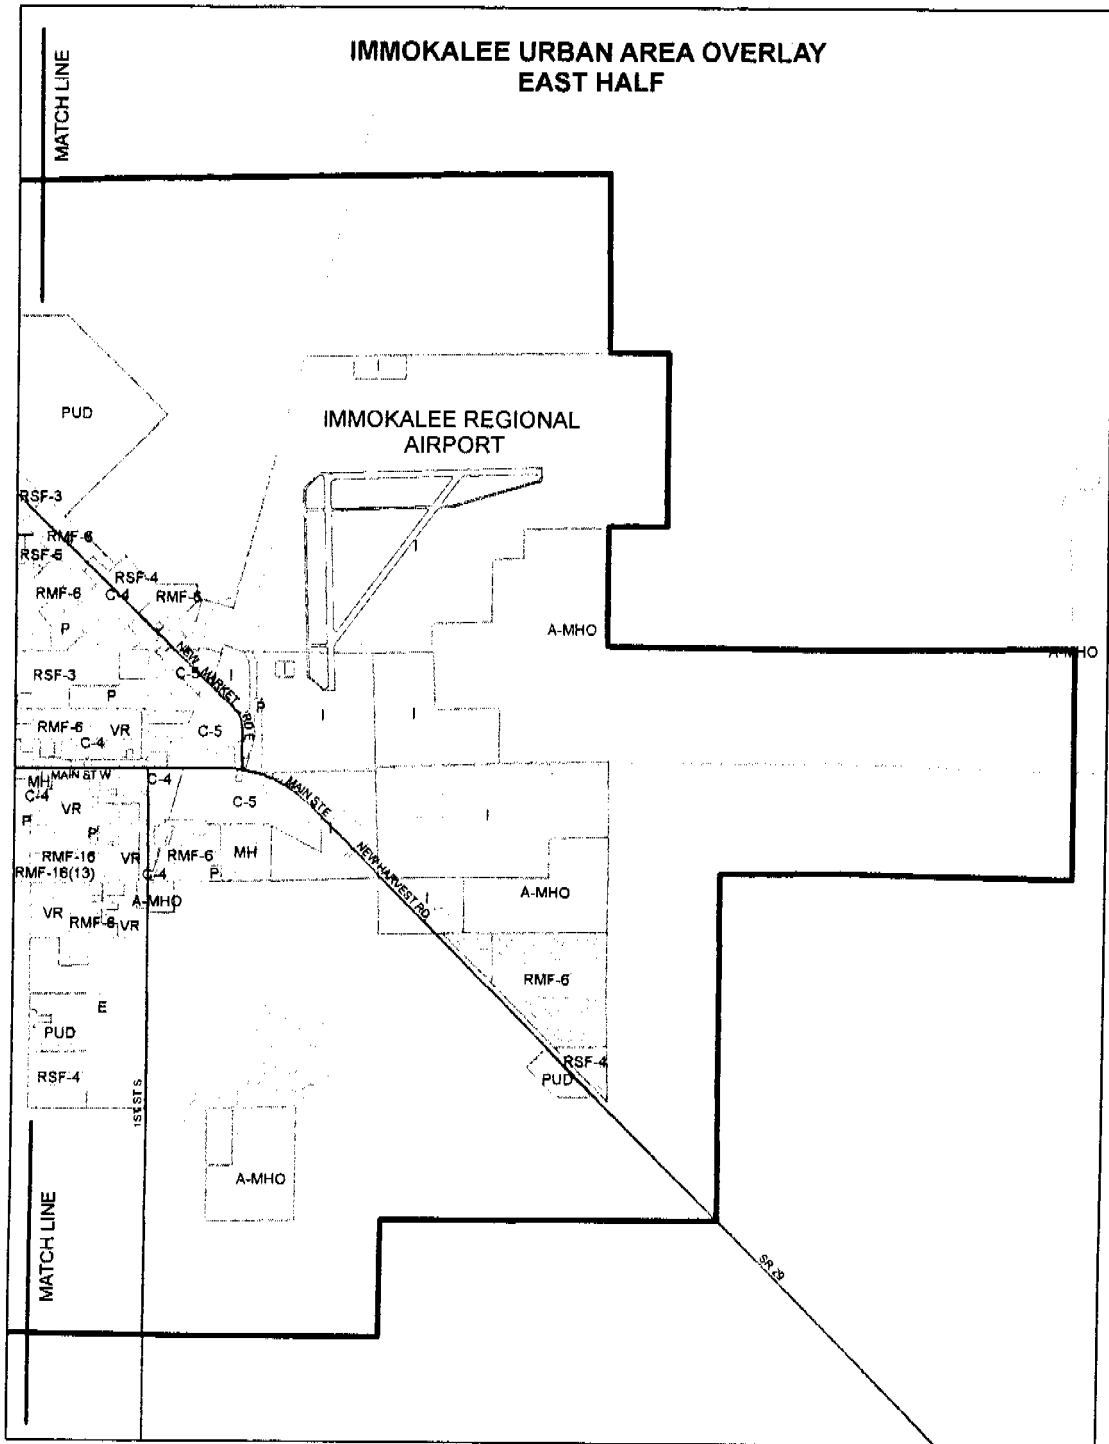 IMMOKALEE URBAN AREA OVERLAY
EAST HALF
MATCH LINE
I
PUD
IMMOKALEE REGIONAL
AIRPORT
RSF-3
RMF-6
RSF-5
I
RSF-4
RMF-6
C-4
RMF-6
P
A-MHO
A-MHO
NEW MARKET RD E
RSF-3
C-5
I
I
P
P
I
I
RMF-6
VR
C-5
C-4
MAIN ST W
MH
C-4
C-4
MAIN ST E
C-5
VR
P
P
I
I
RMF-16
VR
RMF-6
MH
NEW HARVEST RD
RMF-16(13)
C-4
P
A-MHO
A-MHO
I
VR
RMF-6
VR
RMF-6
E
PUD
RSF-4
PUD
RSF-4
1ST ST S
A-MHO
MATCH LINE
SR 29